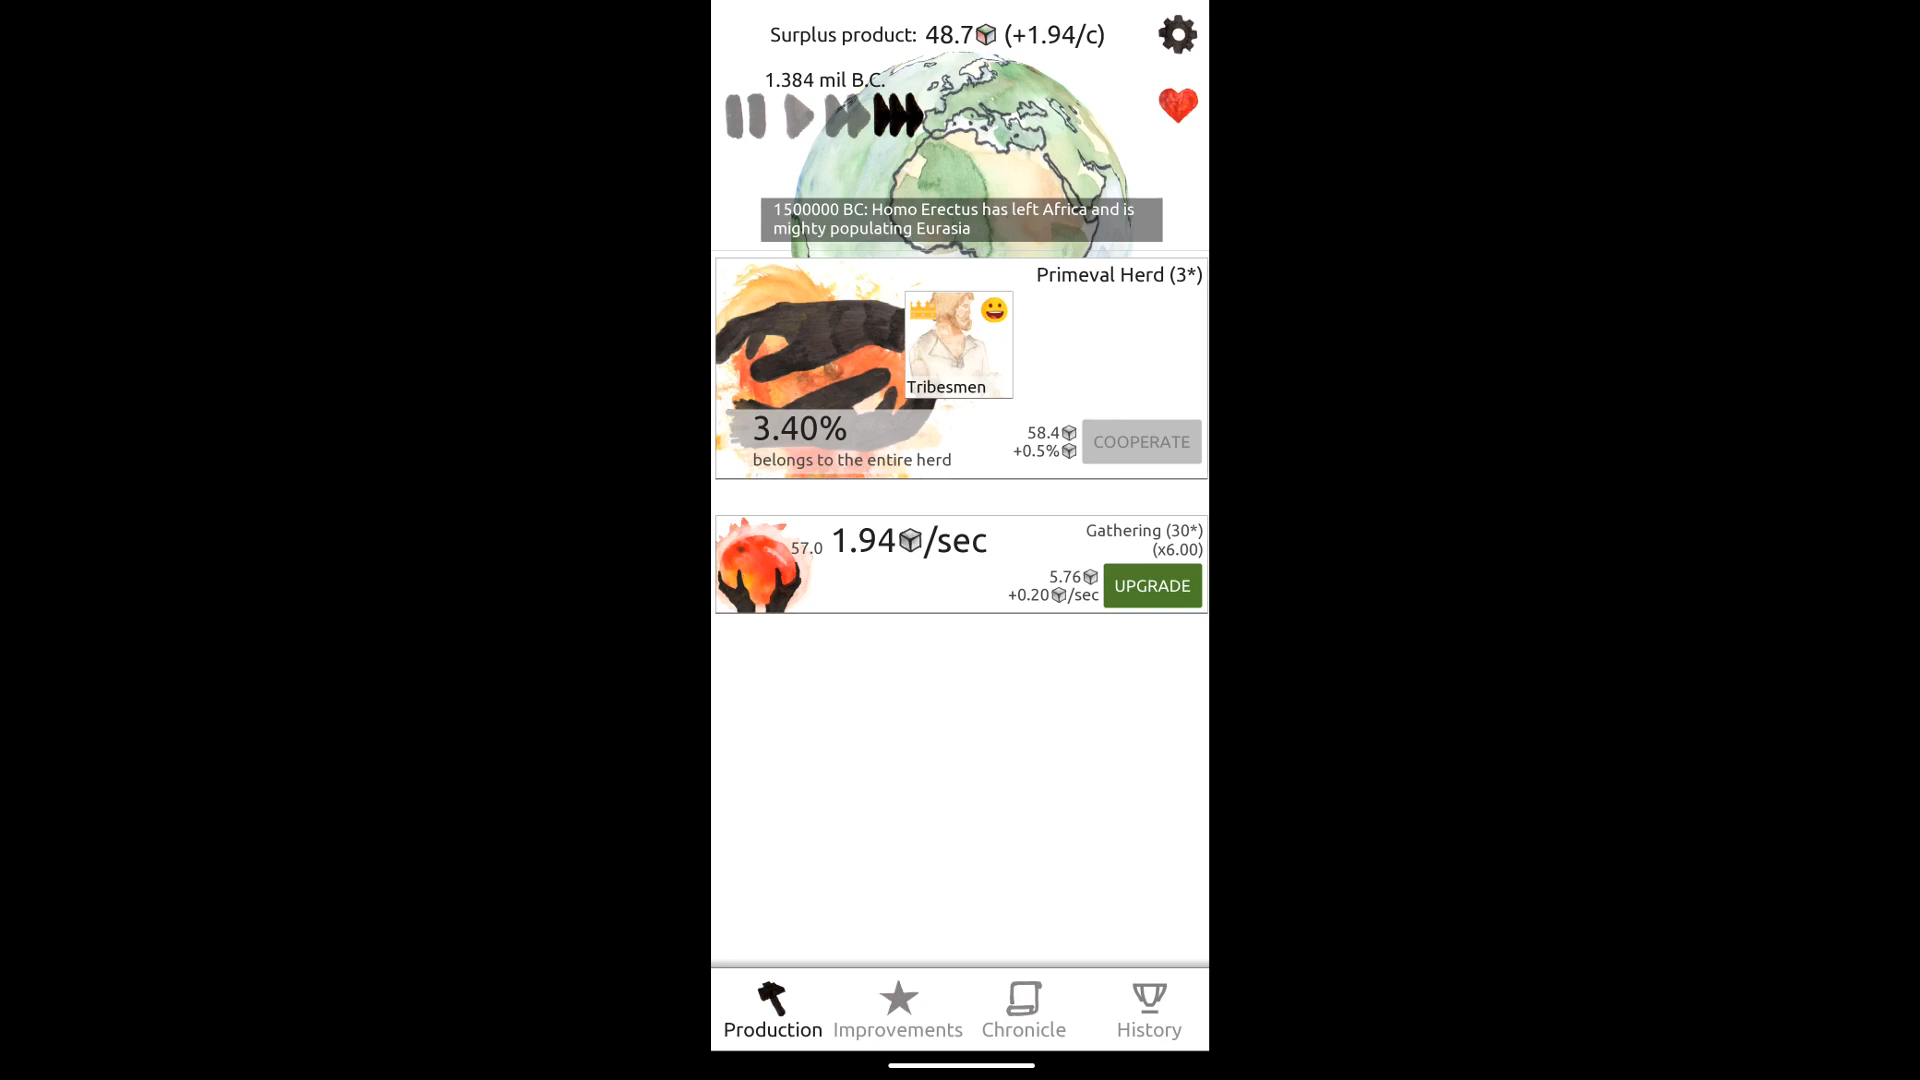 Surplus product: 48.7 (+1.94/c)
1.384 mil B.C.
1500000 BC: Homo Erectus has left Africa and is
mighty populating Eurasia
Primeval Herd (3*)
Tribesmen
3.40%
belongs to the entire herd
58.4
+0.5%
COOPERATE
57.0 1.94/sec
Gathering (30*)
(x6.00)
5.76
+0.20/sec
UPGRADE
Production Improvements Chronicle History